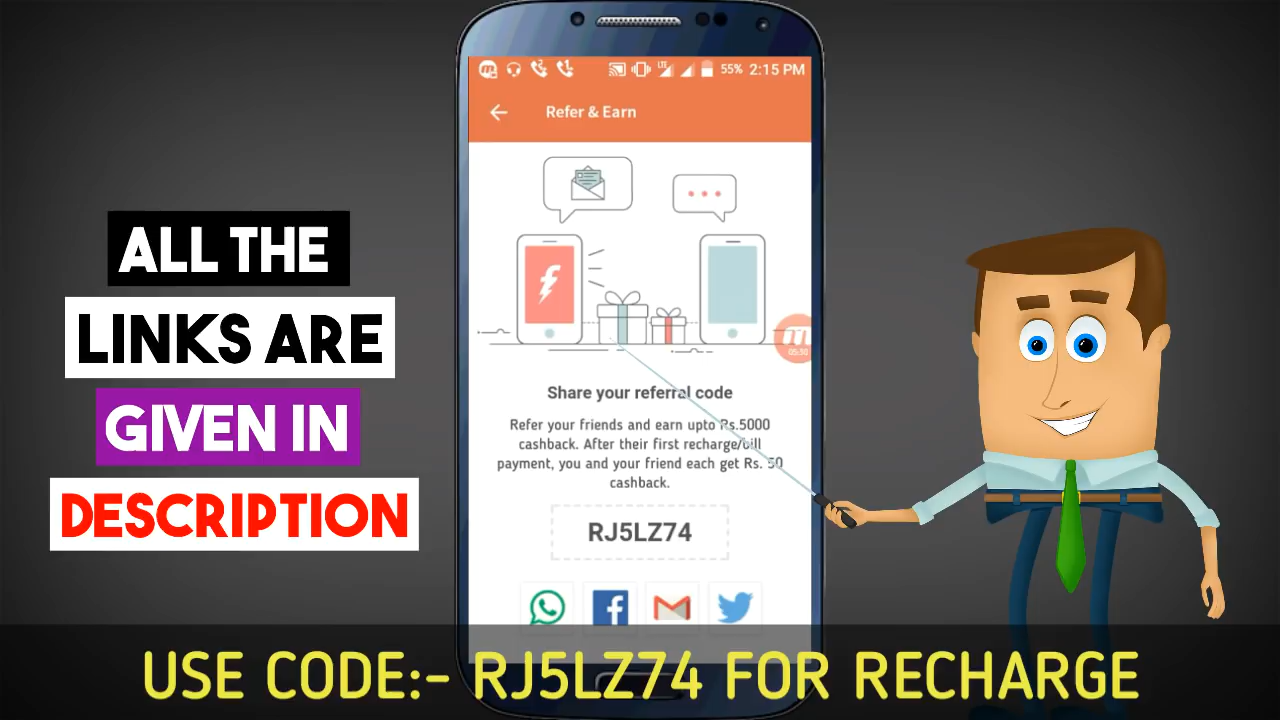 55% 2:15 PM
Refer & Earn
ALL THE
LINKS ARE
GIVEN IN
DESCRIPTION
05:30
Share your referral code
Refer your friends and earn upto Rs.5000
cashback. After their first recharge/bill
payment, you and your friend each get Rs. 50
cashback.
RJ5LZ74
USE CODE:- RJ5LZ74 FOR RECHARGE